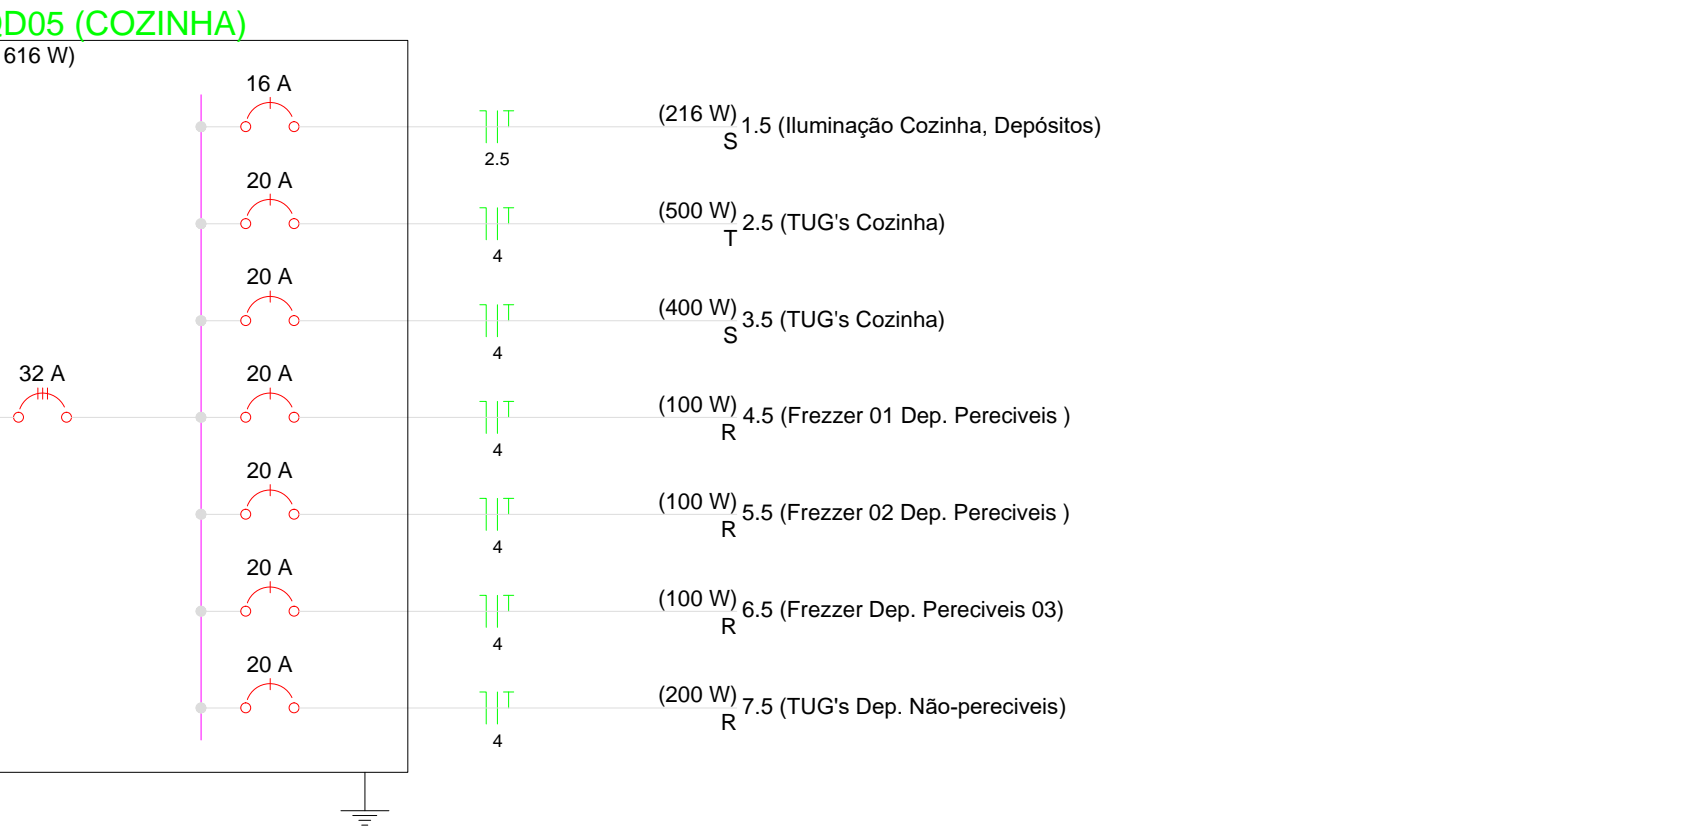 QD05 (COZINHA)
616 W)
16 A
(216 W)
S
1.5 (Iluminação Cozinha, Depósitos)
2.5
20 A
(500 W)
T
2.5 (TUG's Cozinha)
4
20 A
(400 W)
S
3.5 (TUG's Cozinha)
4
32 A
20 A
(100 W)
R
4.5 (Frezzer 01 Dep. Pereciveis )
4
20 A
(100 W)
R
5.5 (Frezzer 02 Dep. Pereciveis )
4
20 A
(100 W)
R
6.5 (Frezzer Dep. Pereciveis 03)
4
20 A
(200 W)
R
7.5 (TUG's Dep. Não-pereciveis)
4